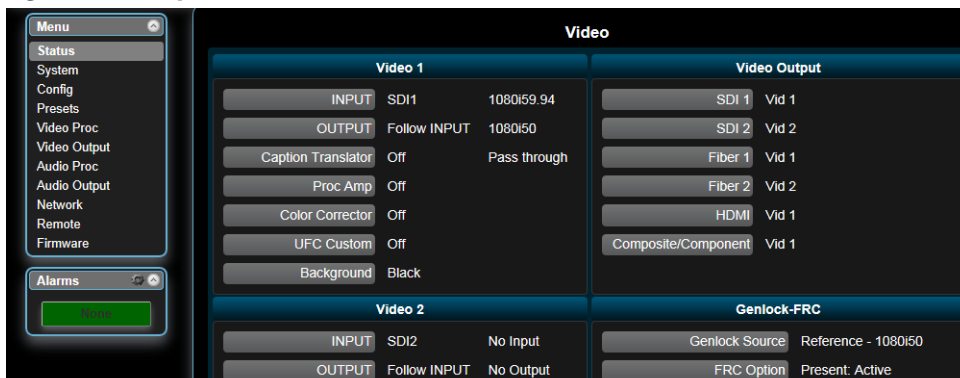 Menu
Status
System
Config
Presets
Video Proc
Video Output
Audio Proc
Audio Output
Network
Remote
Firmware
Alarms
None
Video
Video 1
INPUT SDI1 1080i59.94
OUTPUT Follow INPUT 1080i50
Caption Translator Off Pass through
Proc Amp Off
Color Corrector Off
UFC Custom Off
Background Black
Video Output
SDI 1 Vid 1
SDI 2 Vid 2
Fiber 1 Vid 1
Fiber 2 Vid 2
HDMI Vid 1
Composite/Component Vid 1
Video 2
INPUT SDI2 No Input
OUTPUT Follow INPUT No Output
Genlock-FRC
Genlock Source Reference - 1080i50
FRC Option Present: Active